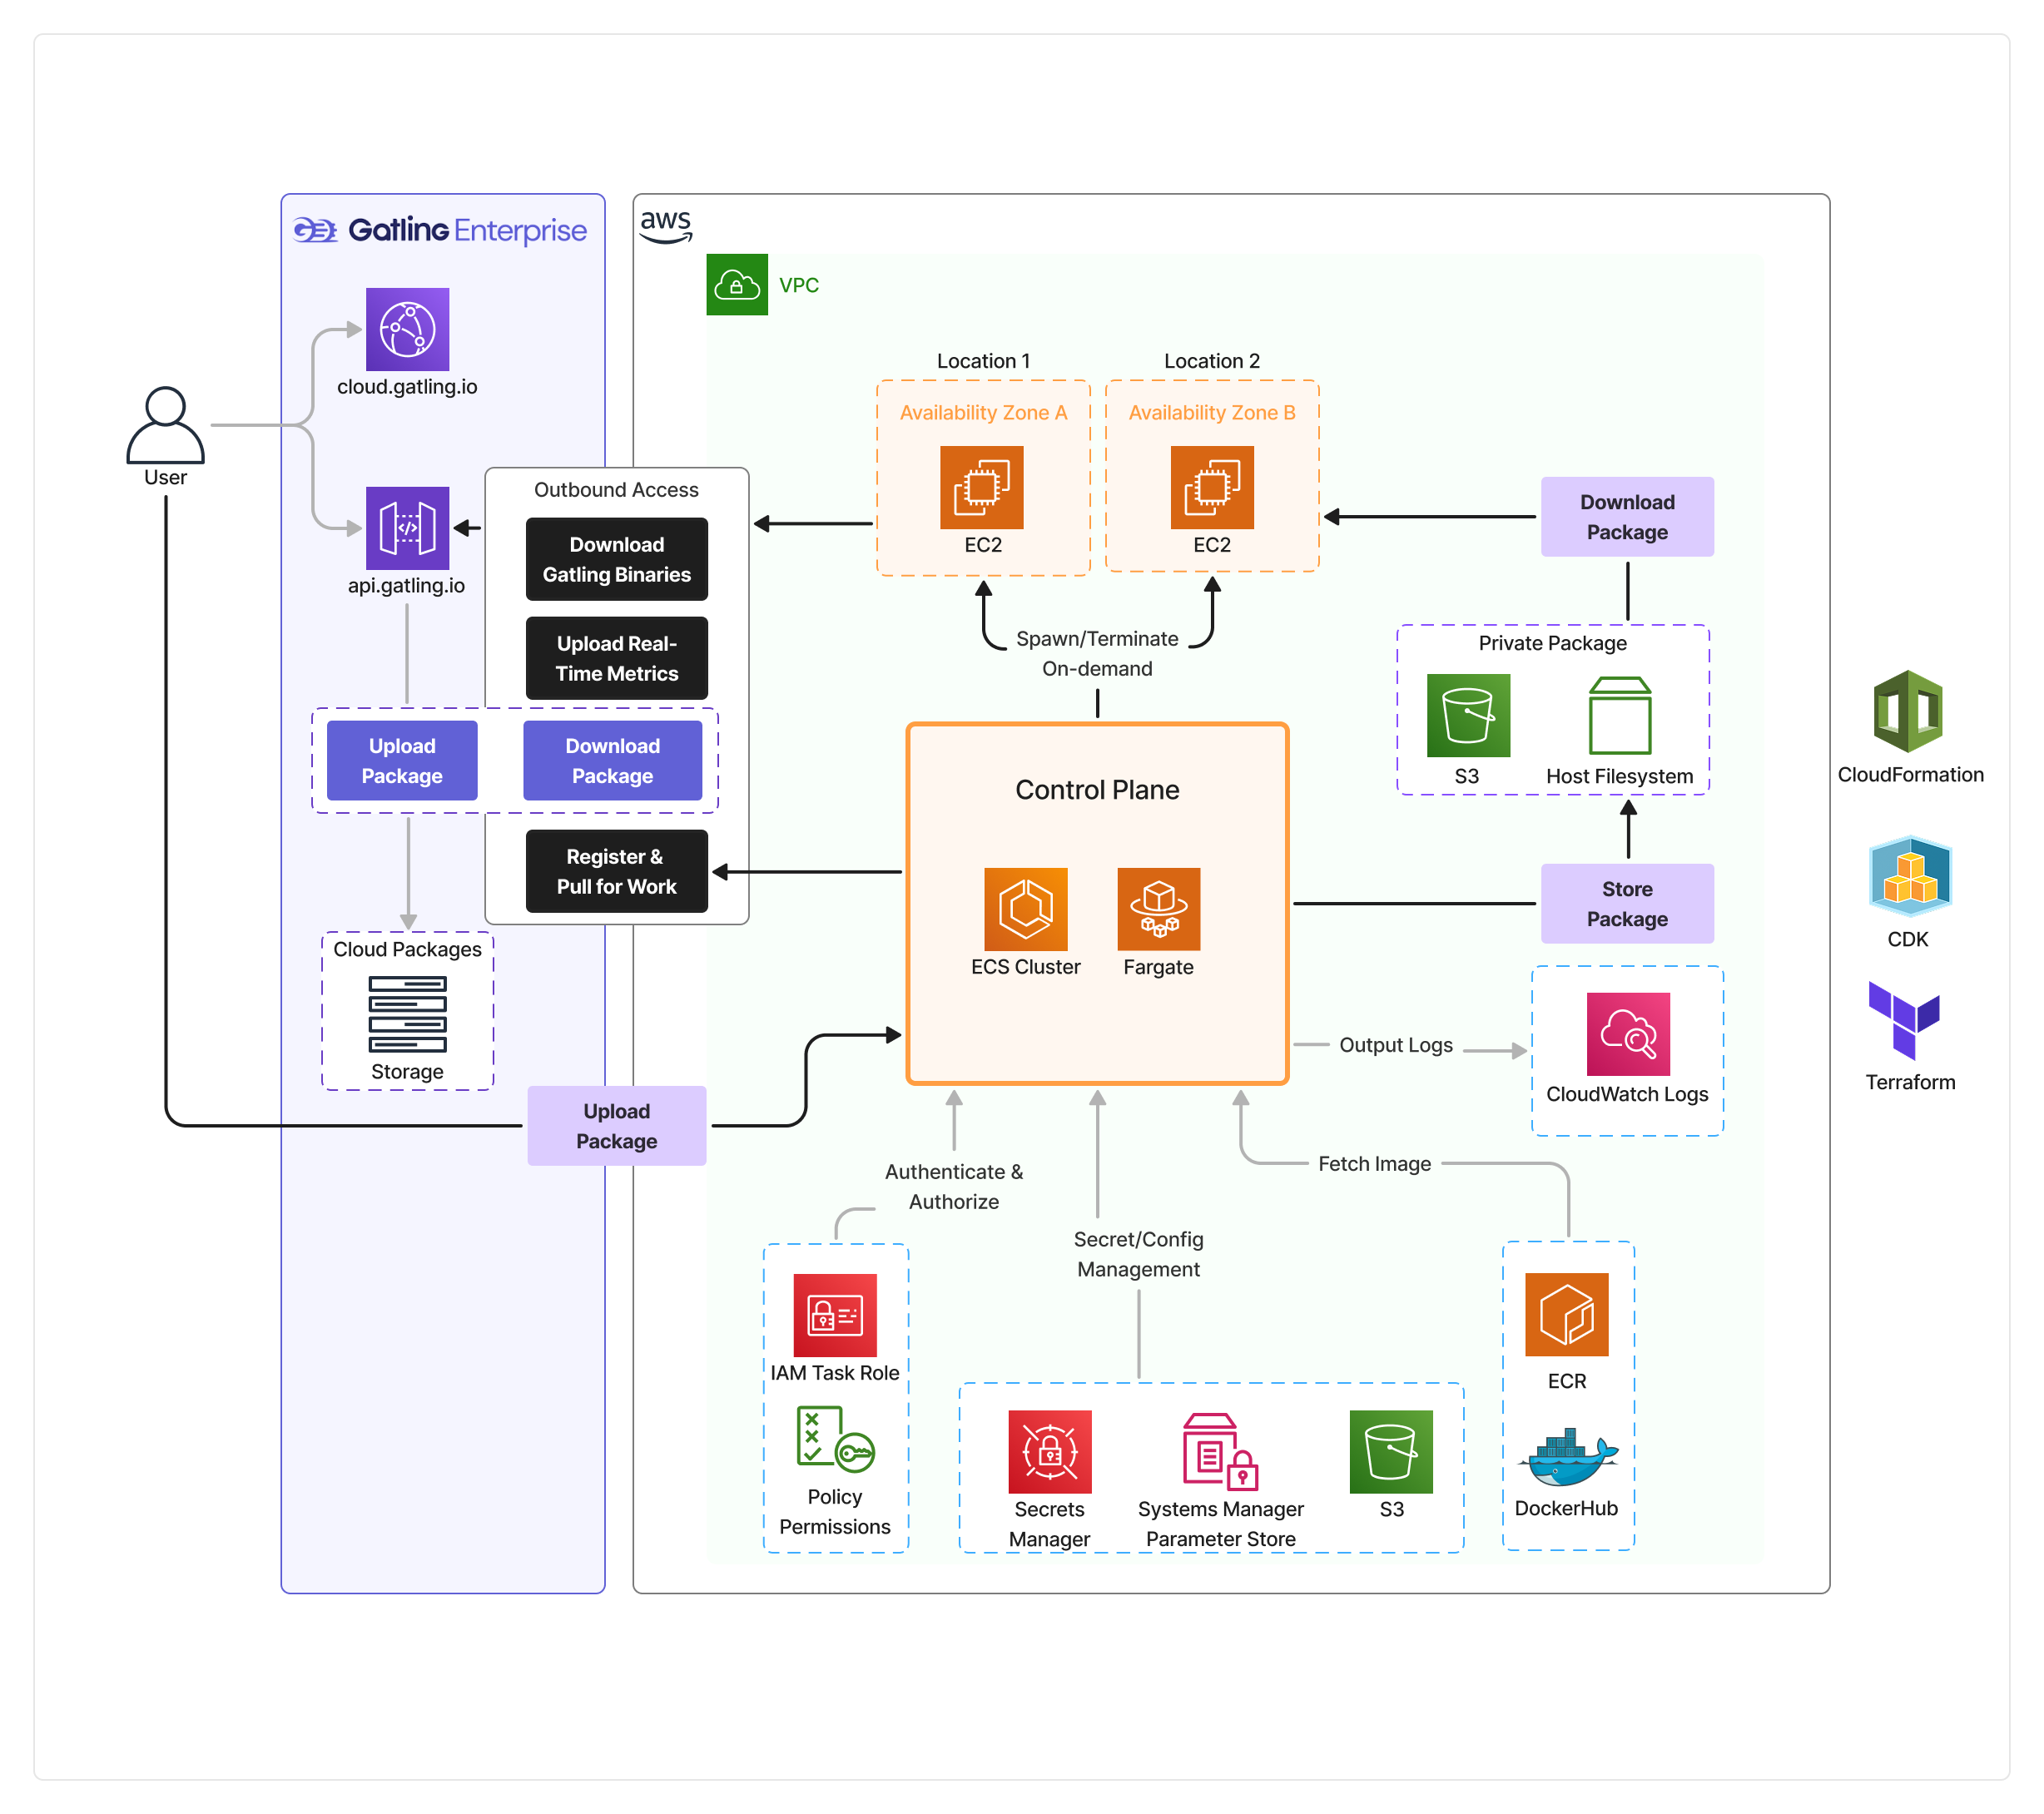 Gatling Enterprise
aws
VPC
cloud.gatling.io
User
api.gatling.io
Outbound Access
Download
Gatling Binaries
Upload Real-
Time Metrics
Upload
Package
Download
Package
Register &
Pull for Work
Cloud Packages
Storage
Upload
Package
Location 1
Availability Zone A
EC2
Location 2
Availability Zone B
EC2
Spawn/Terminate
On-demand
Control Plane
ECS Cluster
Fargate
Download
Package
Private Package
S3
Host Filesystem
Store
Package
Output Logs
CloudWatch Logs
Authenticate &
Authorize
Secret/Config
Management
Fetch Image
IAM Task Role
Policy
Permissions
Secrets
Manager
Systems Manager
Parameter Store
S3
ECR
DockerHub
CloudFormation
CDK
Terraform